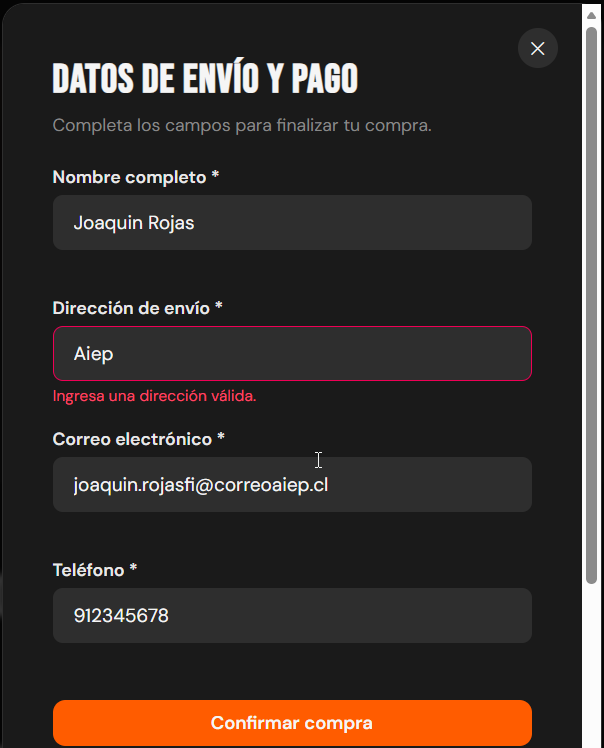 DATOS DE ENVÍO Y PAGO
Completa los campos para finalizar tu compra.
Nombre completo *
Joaquin Rojas
Dirección de envío *
Aiep
Ingresa una dirección válida.
Correo electrónico *
joaquin.rojasfi@correoaiep.cl
Teléfono *
912345678
Confirmar compra